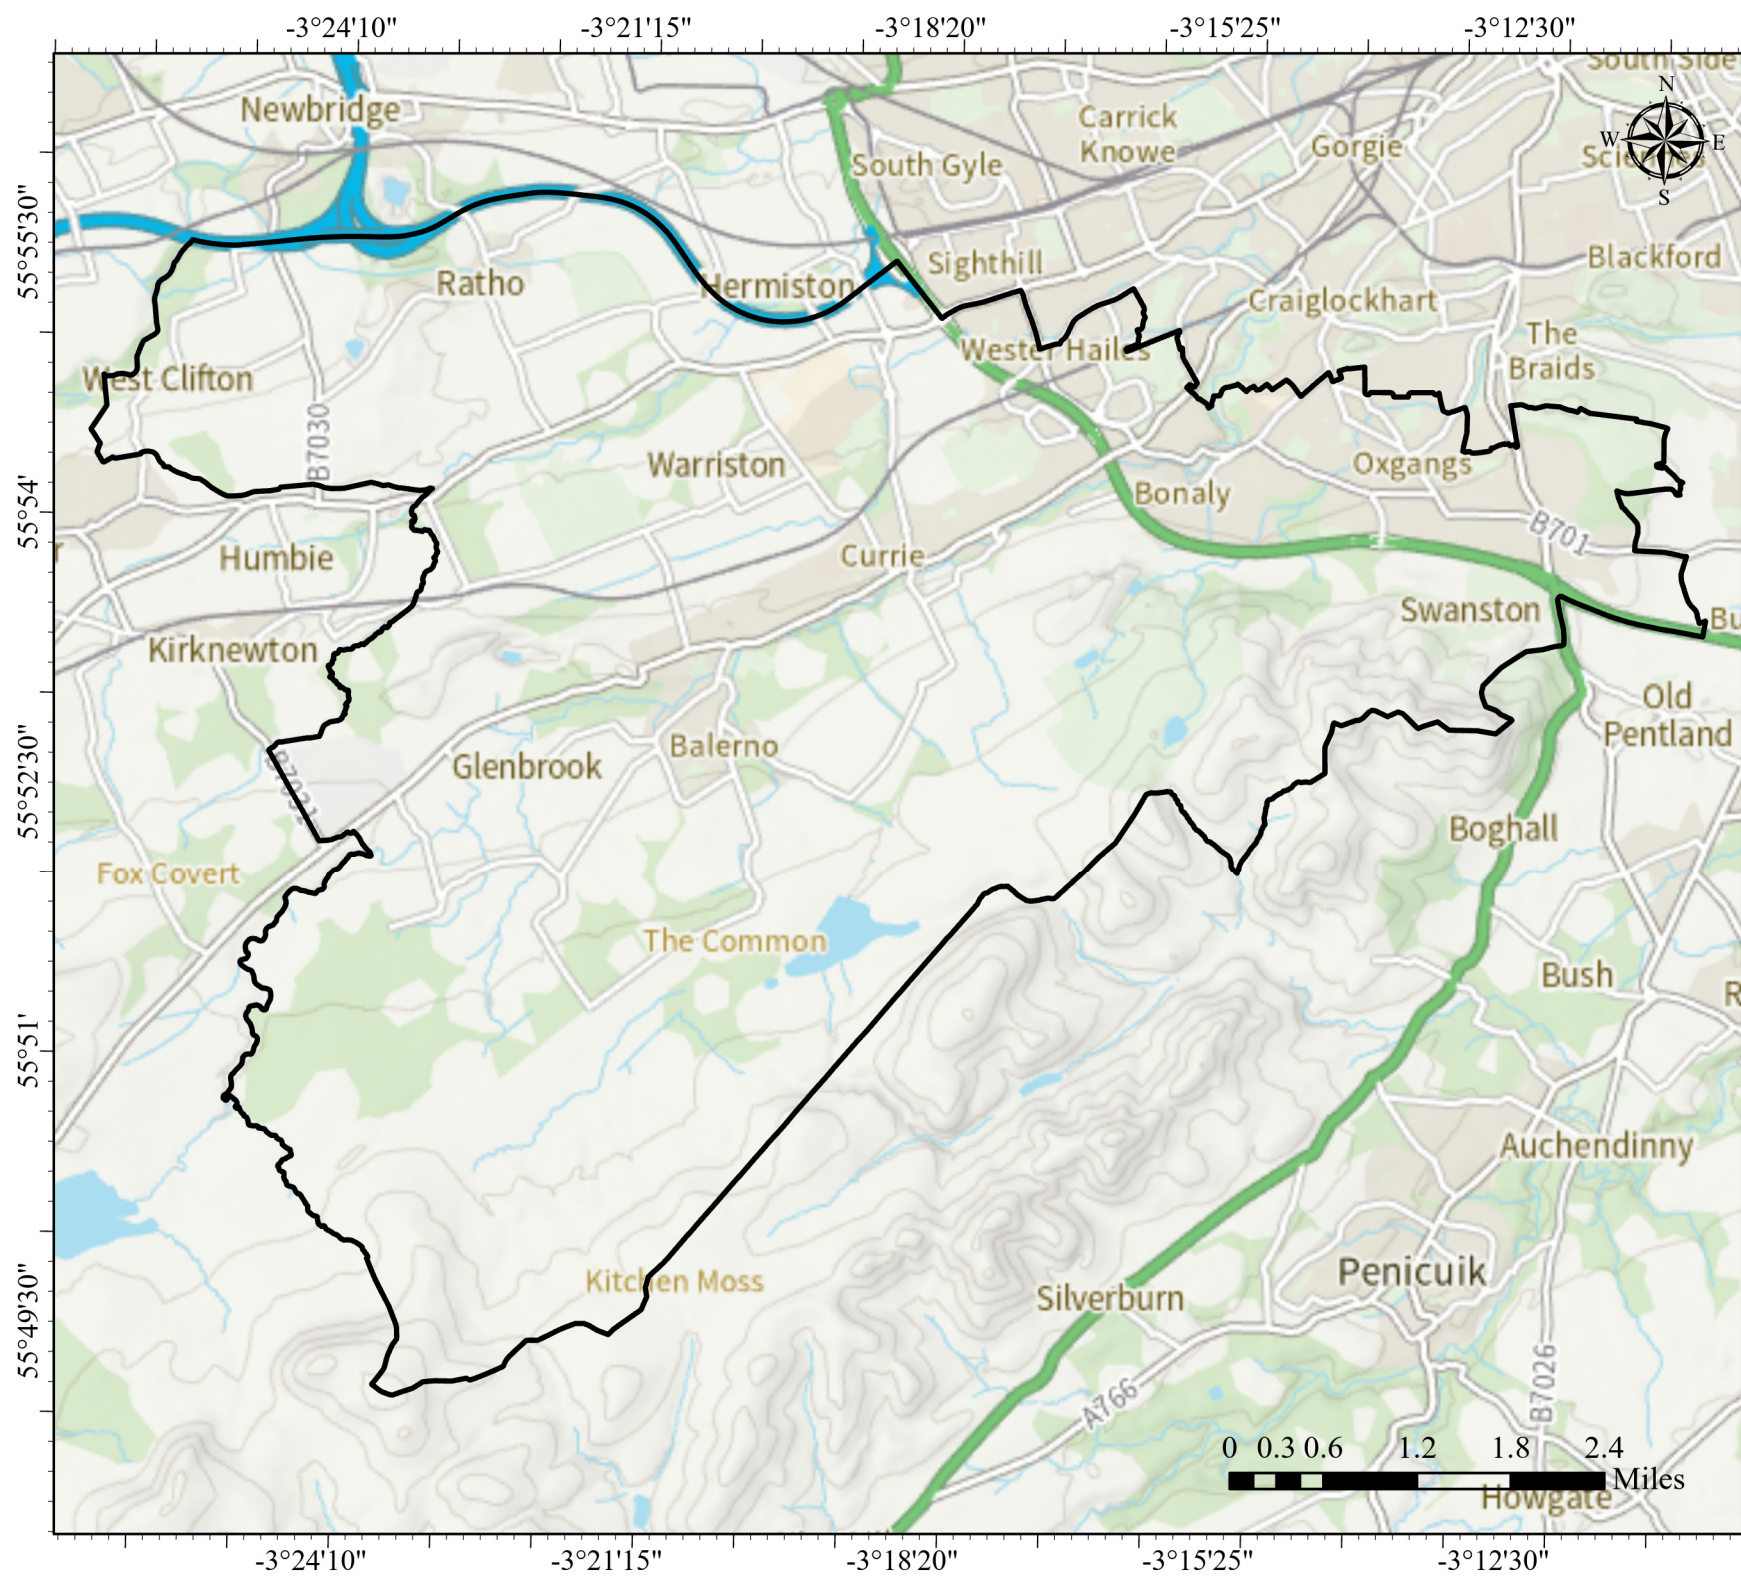 -3°24'10" -3°21'15" -3°18'20" -3°15'25" -3°12'30"
South Side
N
W E
S
Newbridge
Carrick
Knowe
Gorgie
South Gyle
55°55'30"
Ratho
Hermiston
Sighthill
Blackford
Craiglockhart
Wester Hailes
The
Braids
West Clifton
B7030
Warriston
Oxgangs
Bonaly
55°54'
B701
Humbie
Currie
Swanston
Bu
Kirknewton
Old
Pentland
55°52'30"
B7031
Glenbrook
Balerno
Boghall
Fox Covert
The Common
Bush
R
55°51'
Auchendinny
Kitchen Moss
Penicuik
Silverburn
55°49'30"
A766
B7026
0 0.3 0.6 1.2 1.8 2.4
Miles
Howgate
-3°24'10" -3°21'15" -3°18'20" -3°15'25" -3°12'30"